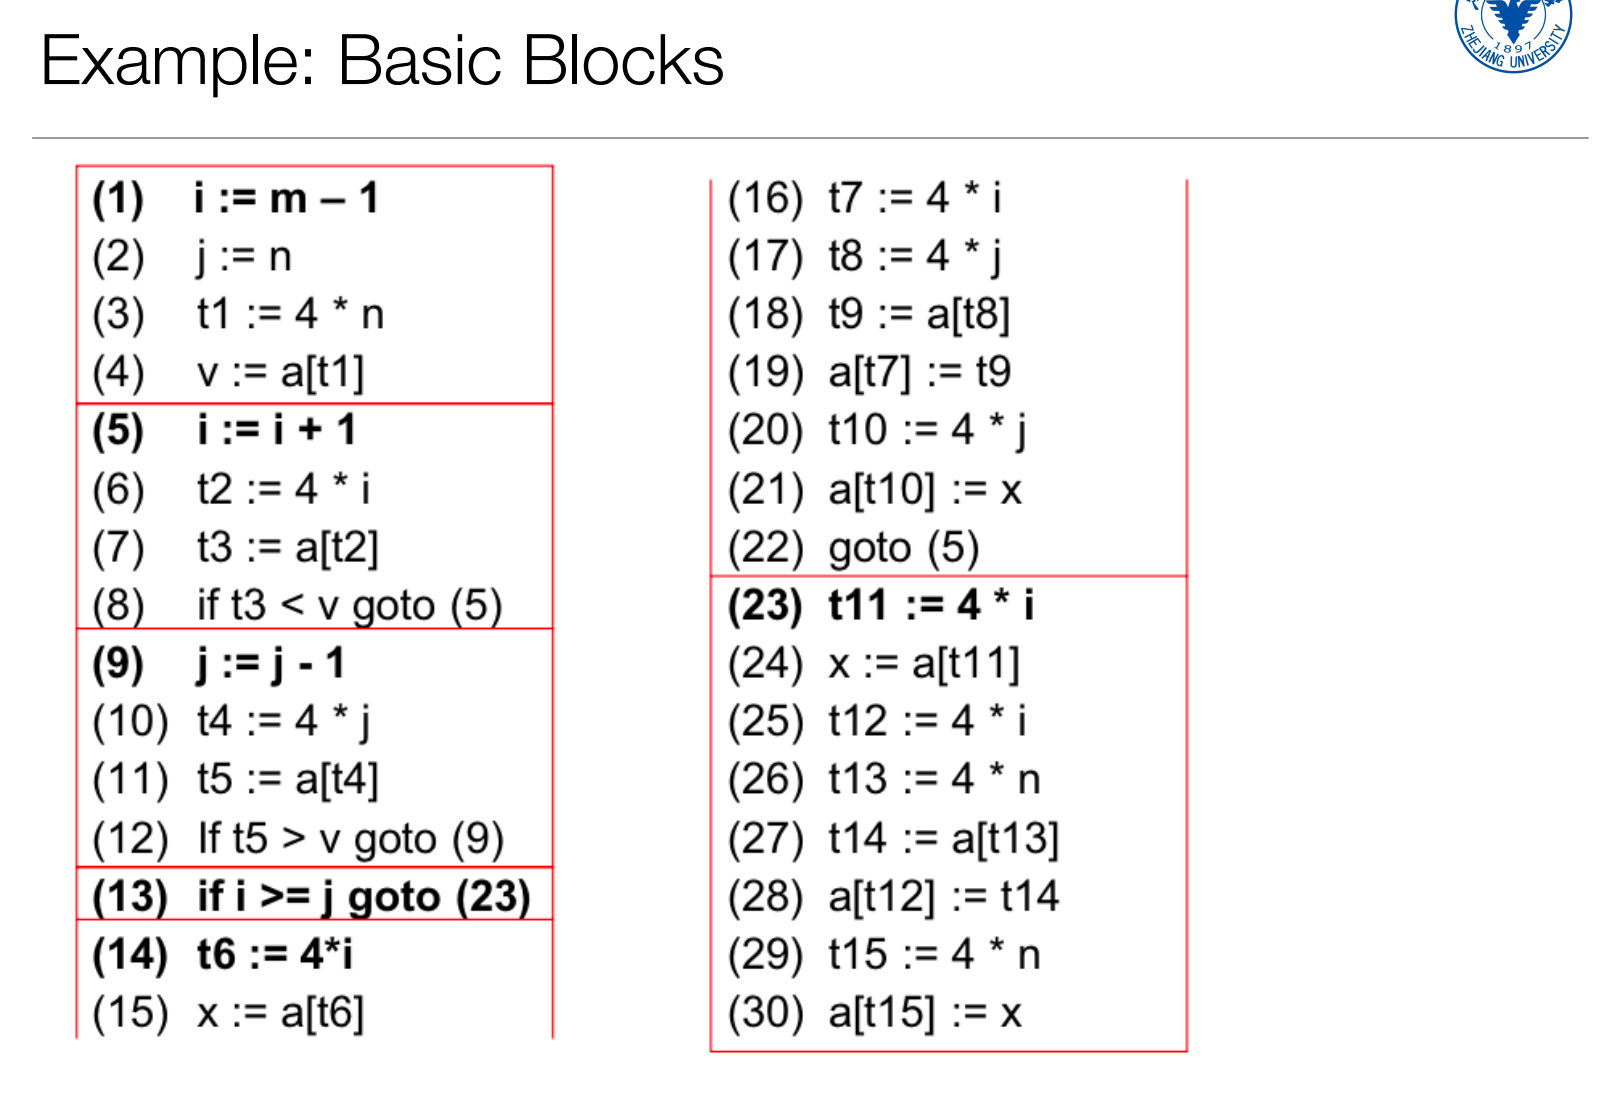 Example: Basic Blocks
1897
ZHEJIANG UNIVERSITY
(1) i := m – 1
(2) j := n
(3) t1 := 4 * n
(4) v := a[t1]
(5) i := i + 1
(6) t2 := 4 * i
(7) t3 := a[t2]
(8) if t3 < v goto (5)
(9) j := j - 1
(10) t4 := 4 * j
(11) t5 := a[t4]
(12) If t5 > v goto (9)
(13) if i >= j goto (23)
(14) t6 := 4*i
(15) x := a[t6]
(16) t7 := 4 * i
(17) t8 := 4 * j
(18) t9 := a[t8]
(19) a[t7] := t9
(20) t10 := 4 * j
(21) a[t10] := x
(22) goto (5)
(23) t11 := 4 * i
(24) x := a[t11]
(25) t12 := 4 * i
(26) t13 := 4 * n
(27) t14 := a[t13]
(28) a[t12] := t14
(29) t15 := 4 * n
(30) a[t15] := x